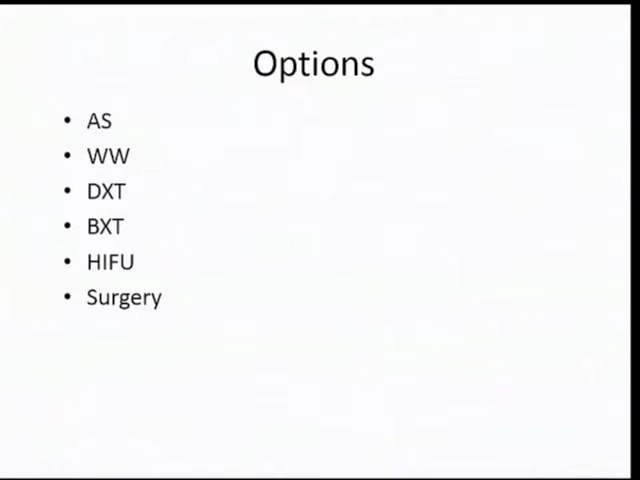 Options
• AS
• WW
• DXT
• BXT
• HIFU
• Surgery